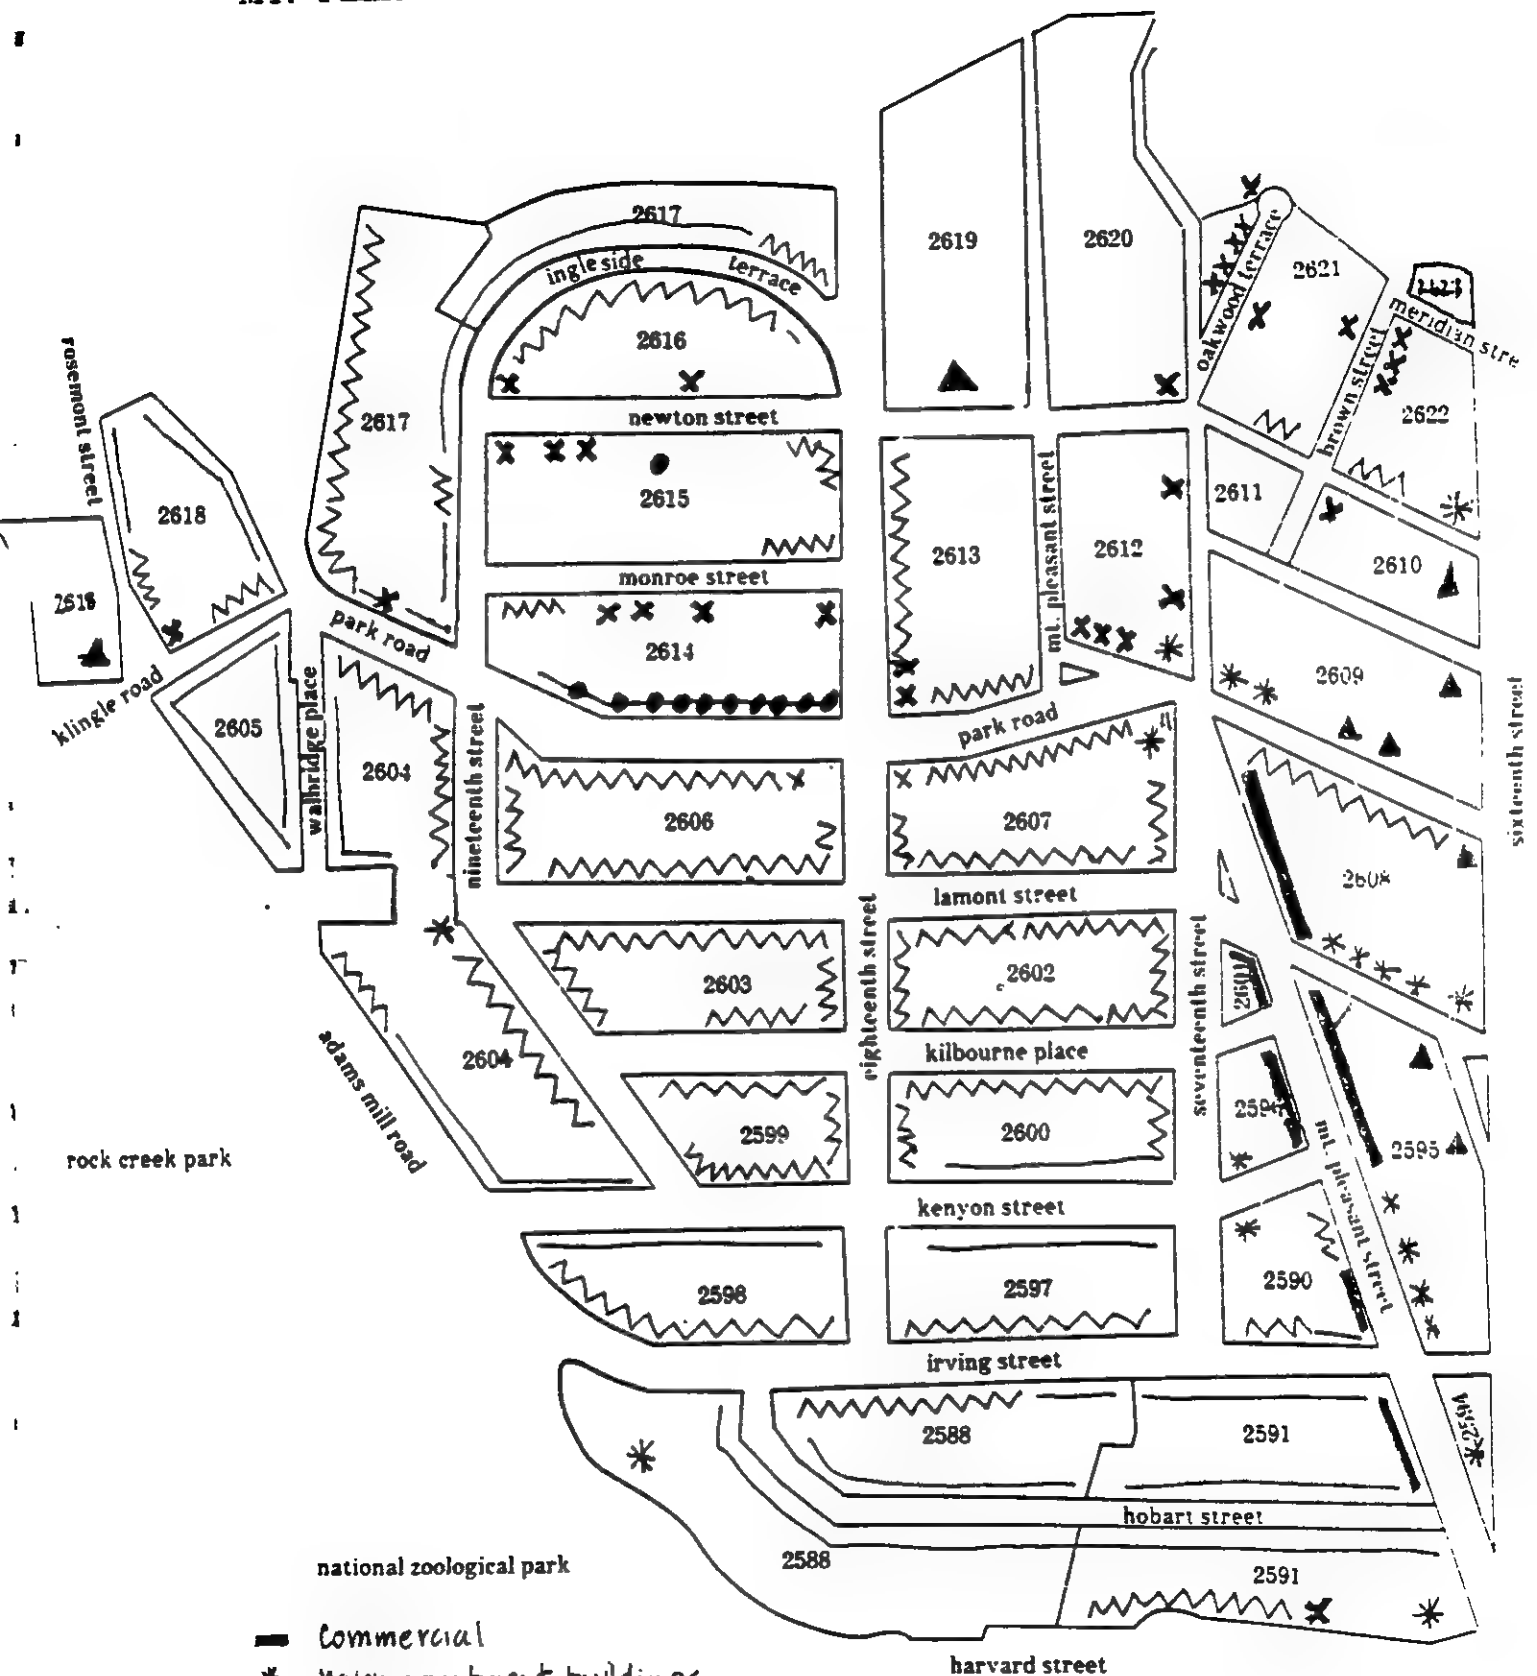 2617
2619
2620
ingleside terrace
2621
2623
meridian stre
oakwood terrace
2616
brown street
rosemont street
2617
newton street
2622
2618
2615
2611
mt. pleasant street
2613
2612
2610
monroe street
2618
park road
2614
2609
klingle road
walbridge place
2605
park road
sixteenth street
2604
nineteenth street
2606
2607
2608
lamont street
eighteenth street
seventeenth street
2603
2602
2601
adams mill road
2604
kilbourne place
rock creek park
2599
2600
2595
mt. pleasant street
kenyon street
2598
2597
2590
irving street
2588
2591
hobart street
national zoological park
2588
2591
Commercial
harvard street